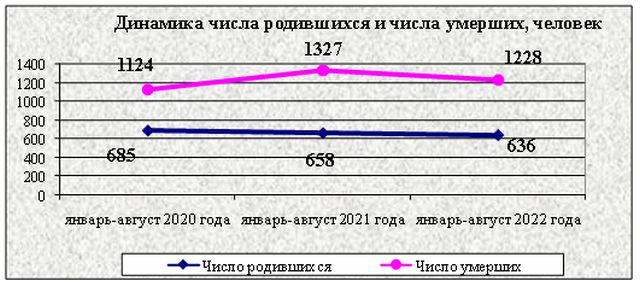 Динамика числа родившихся и числа умерших, человек
1400
1200
1000
800
600
400
200
0
1124
1327
1228
685
658
636
январь-август 2020 года
январь-август 2021 года
январь-август 2022 года
Число родившихся
Число умерших